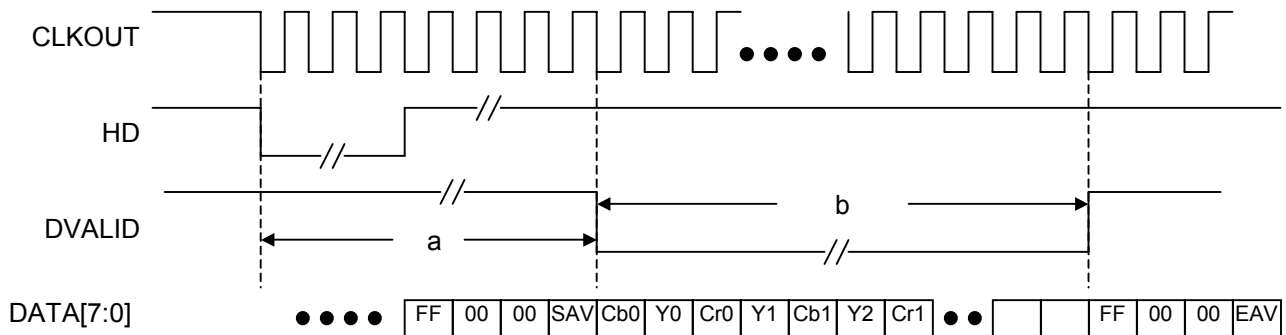 CLKOUT
HD
DVALID
a
b
DATA[7:0]
FF 00 00 SAV Cb0 Y0 Cr0 Y1 Cb1 Y2 Cr1 FF 00 00 EAV